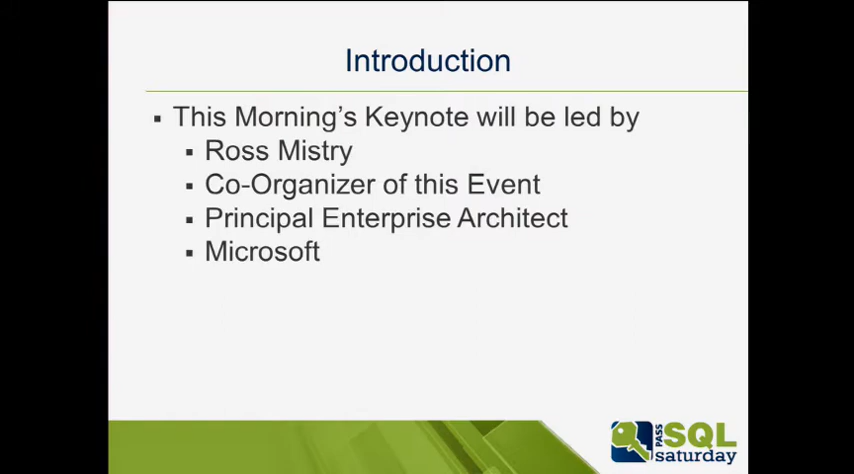 Introduction
This Morning's Keynote will be led by
Ross Mistry
Co-Organizer of this Event
Principal Enterprise Architect
Microsoft
PASS
SQL
saturday